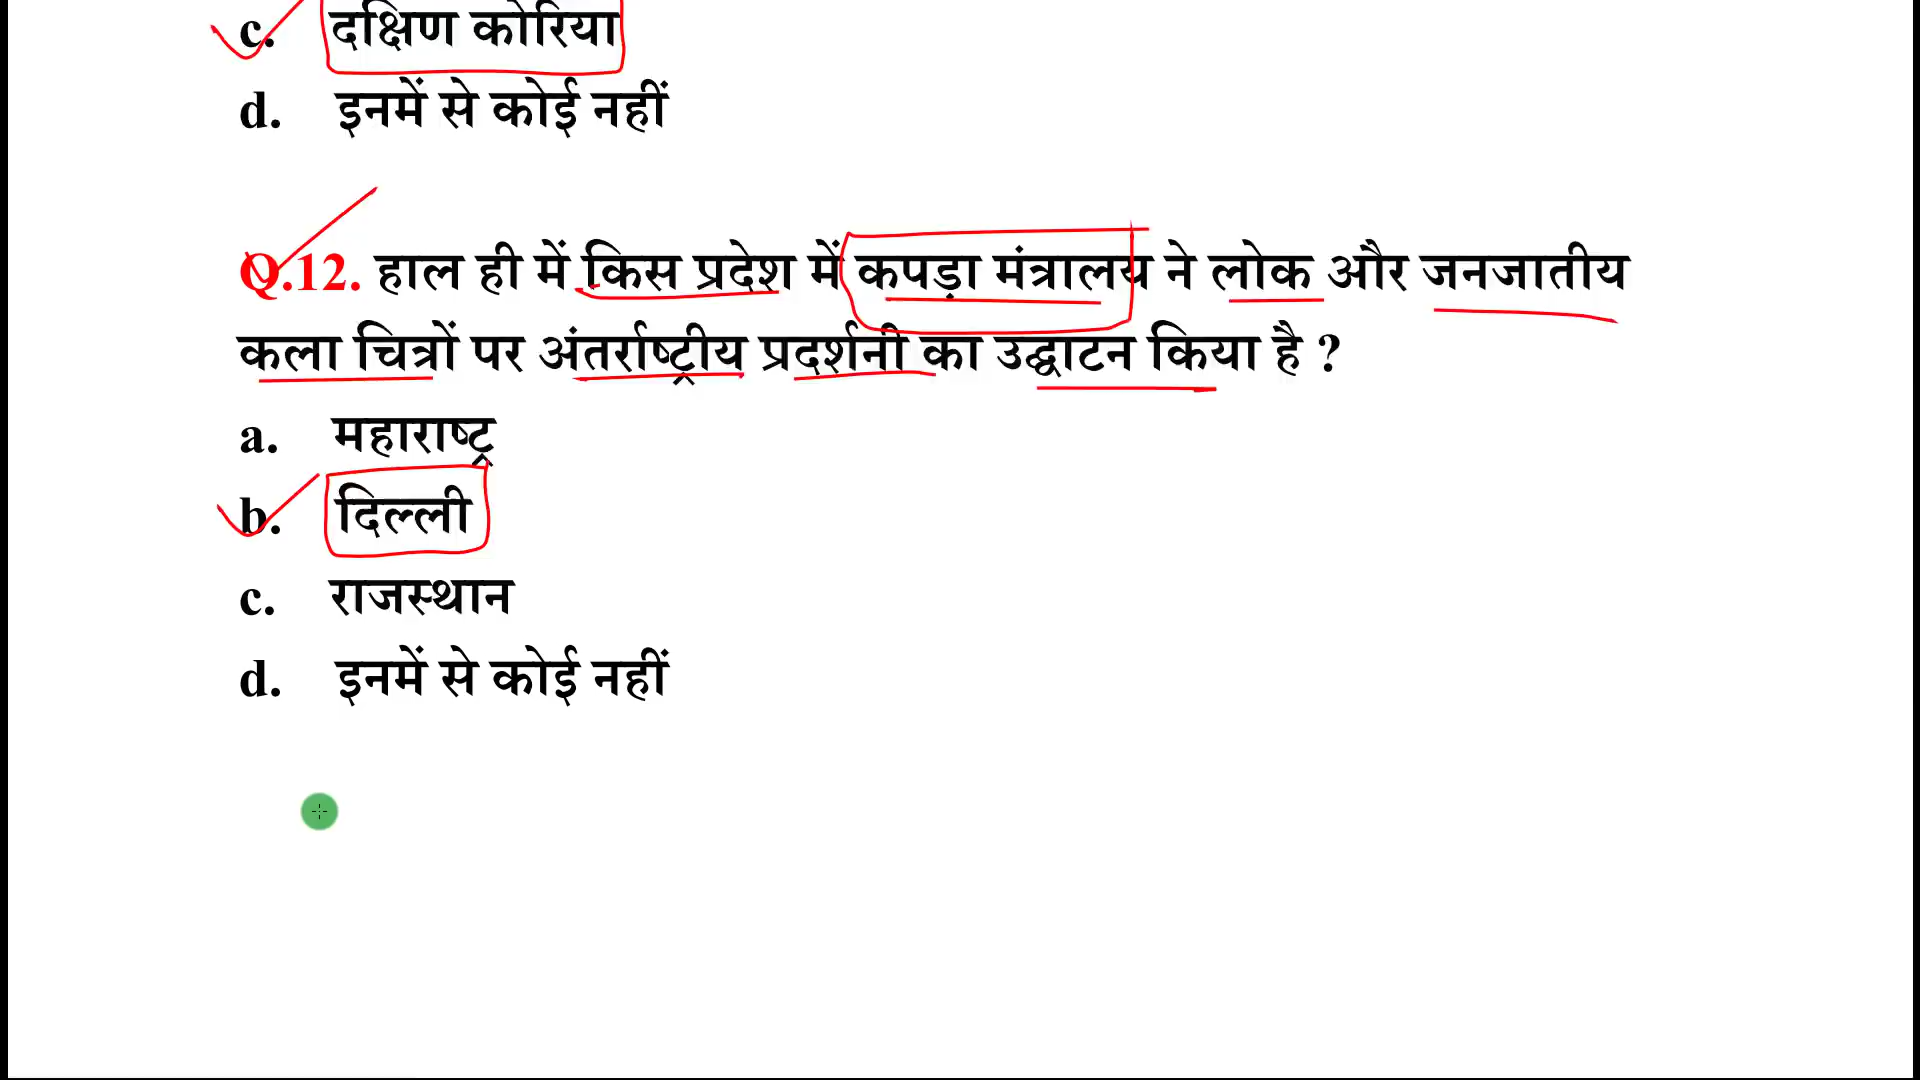 c. दक्षिण कोरिया
d. इनमें से कोई नहीं
Q.12. हाल ही में किस प्रदेश में कपड़ा मंत्रालय ने लोक और जनजातीय
कला चित्रों पर अंतर्राष्ट्रीय प्रदर्शनी का उद्घाटन किया है ?
a. महाराष्ट्र
b. दिल्ली
c. राजस्थान
d. इनमें से कोई नहीं